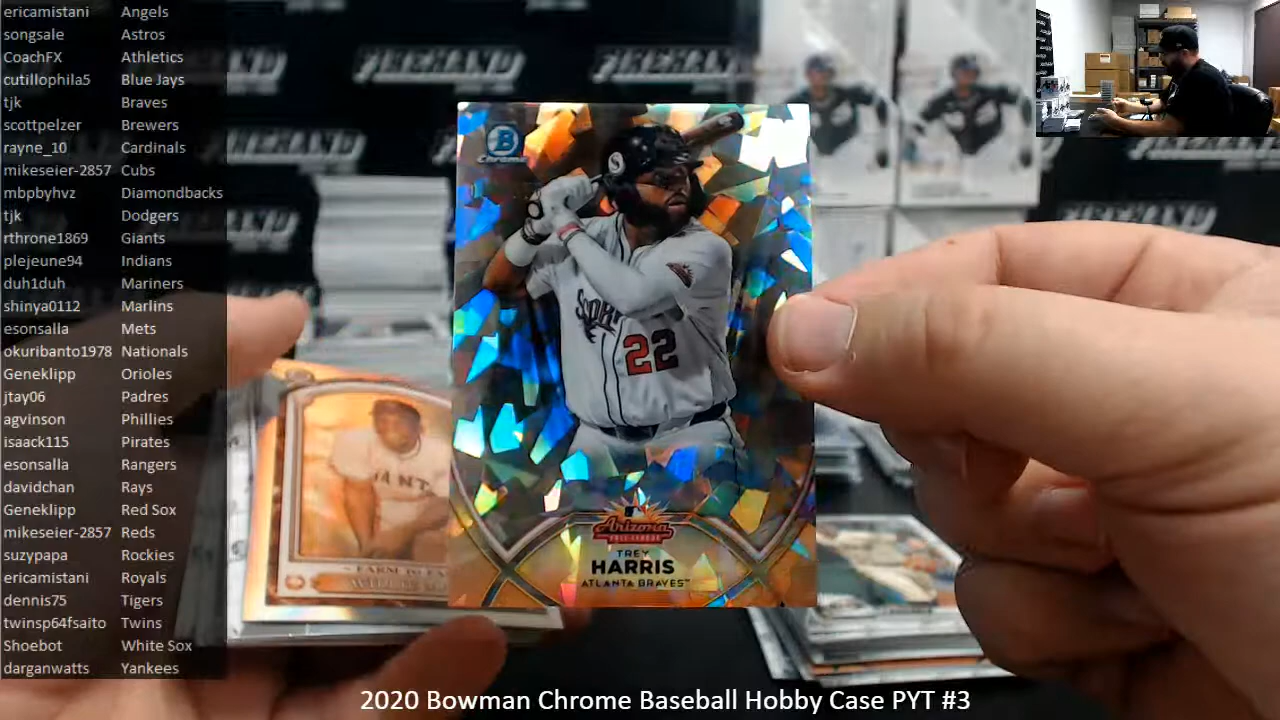 ericamistani Angels
songsale Astros
CoachFX Athletics
cutillophila5 Blue Jays
tjk Braves
scottpelzer Brewers
rayne_10 Cardinals
mikeseier-2857 Cubs
mbpbyhvz Diamondbacks
tjk Dodgers
rthrone1869 Giants
plejeune94 Indians
duh1duh Mariners
shinya0112 Marlins
esonsalla Mets
okuribanto1978 Nationals
Geneklipp Orioles
jtay06 Padres
agvinson Phillies
isaack115 Pirates
esonsalla Rangers
davidchan Rays
Geneklipp Red Sox
mikeseier-2857 Reds
suzypapa Rockies
ericamistani Royals
dennis75 Tigers
twinsp64fsaito Twins
Shoebot White Sox
darganwatts Yankees
B
Chrome
S
22
Arizona
FALL LEAGUE
TREY
HARRIS
ATLANTA BRAVES™
2020 Bowman Chrome Baseball Hobby Case PYT #3